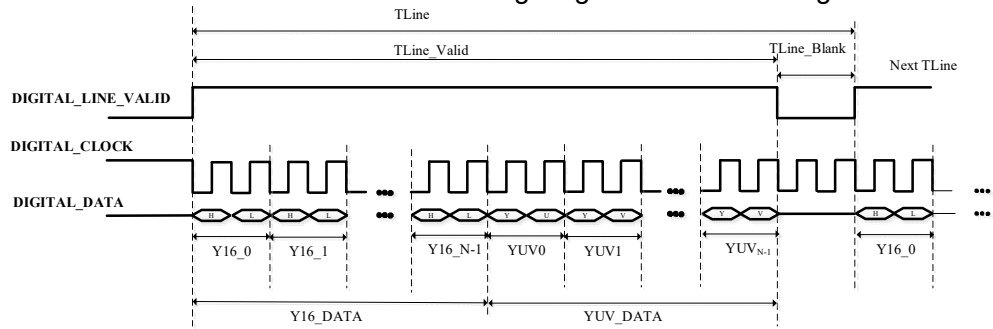 TLine
TLine_Valid
TLine_Blank
Next TLine
DIGITAL_LINE_VALID
DIGITAL_CLOCK
DIGITAL_DATA
H L H L H L Y U Y V Y V H L
Y16_0 Y16_1 Y16_N-1 YUV0 YUV1 YUVN-1 Y16_0
Y16_DATA YUV_DATA